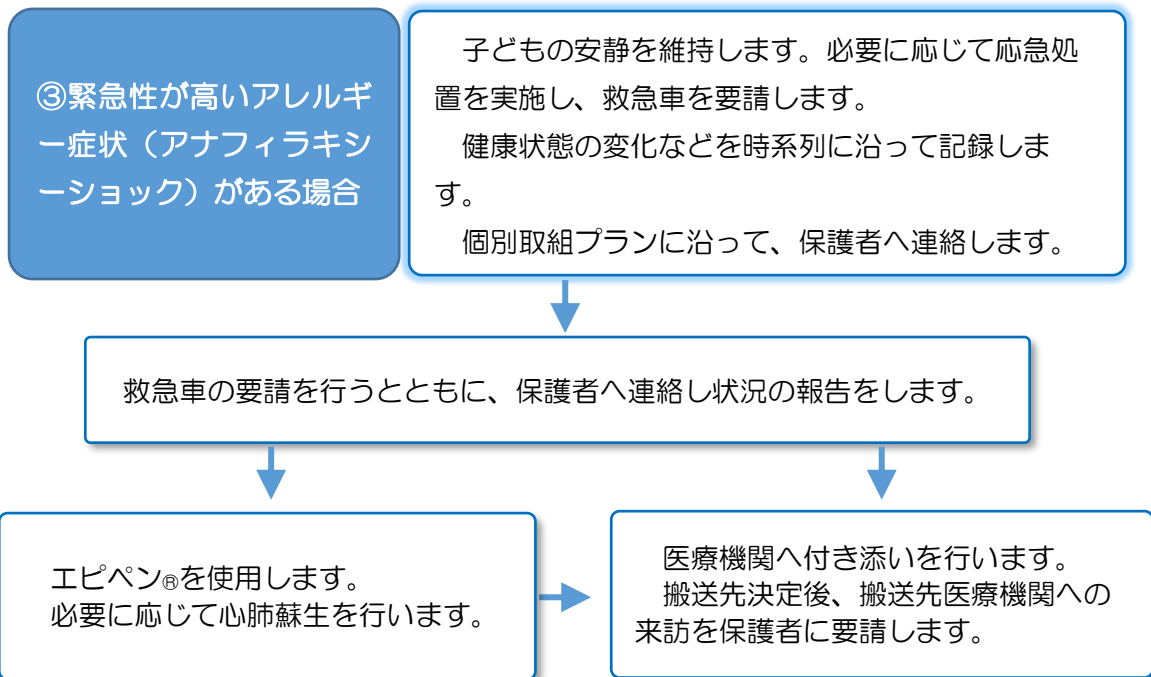 ③緊急性が高いアレルギ
ー症状（アナフィラキシ
ーショック）がある場合
子どもの安静を維持します。必要に応じて応急処
置を実施し、救急車を要請します。
健康状態の変化などを時系列に沿って記録しま
す。
個別取組プランに沿って、保護者へ連絡します。
救急車の要請を行うとともに、保護者へ連絡し状況の報告をします。
エピペン®を使用します。
必要に応じて心肺蘇生を行います。
医療機関へ付き添いを行います。
搬送先決定後、搬送先医療機関への
来訪を保護者に要請します。